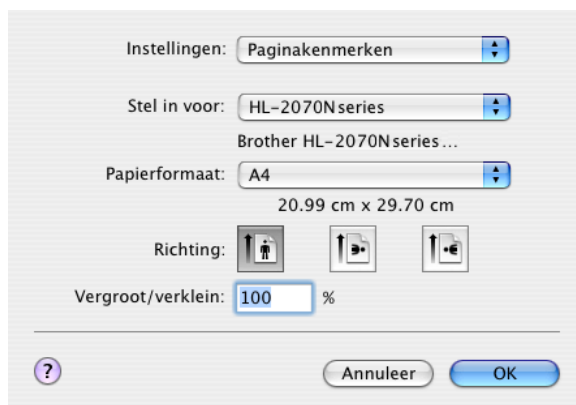 Instellingen: Paginakenmerken
Stel in voor: HL-2070N series
Brother HL-2070N series...
Papierformaat: A4
20.99 cm x 29.70 cm
Richting:
Vergroot/verklein: 100 %
? Annuleer OK